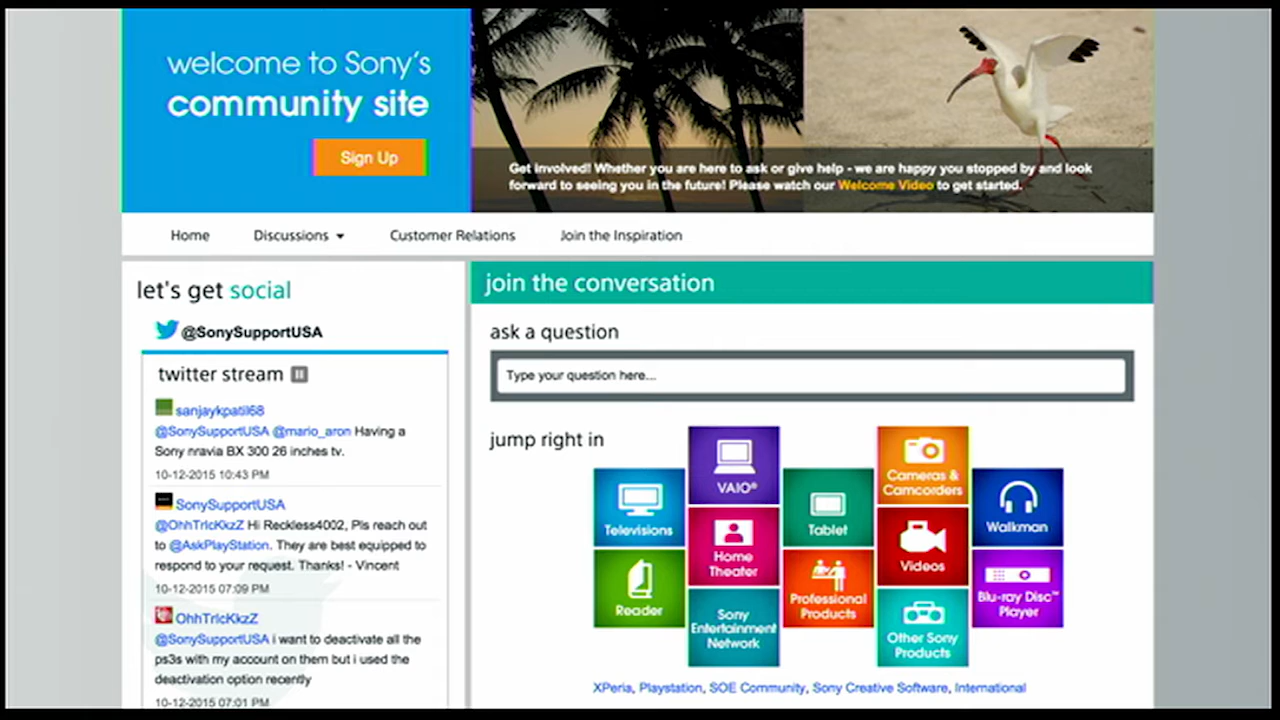 welcome to Sony's
community site
Sign Up
Get involved! Whether you are here to ask or give help - we are happy you stopped by and look
forward to seeing you in the future! Please watch our Welcome Video to get started.
Home Discussions Customer Relations Join the Inspiration
let's get social
@SonySupportUSA
twitter stream
sanjaykpatil68
@SonySupportUSA @mario_aron Having a
Sony nravia BX 300 26 inches tv.
10-12-2015 10:43 PM
SonySupportUSA
@OhhTrIcKkzZ Hi Reckless4002, Pls reach out
to @AskPlayStation. They are best equipped to
respond to your request. Thanks! - Vincent
10-12-2015 07:09 PM
OhhTrIcKkzZ
@SonySupportUSA i want to deactivate all the
ps3s with my account on them but i used the
deactivation option recently
10-12-2015 07:01 PM
join the conversation
ask a question
Type your question here...
jump right in
Televisions
Reader
VAIO®
Home
Theater
Sony
Entertainment
Network
Tablet
Professional
Products
Cameras &
Camcorders
Videos
Other Sony
Products
Walkman
Blu-ray Disc™
Player
XPeria, Playstation, SOE Community, Sony Creative Software, International